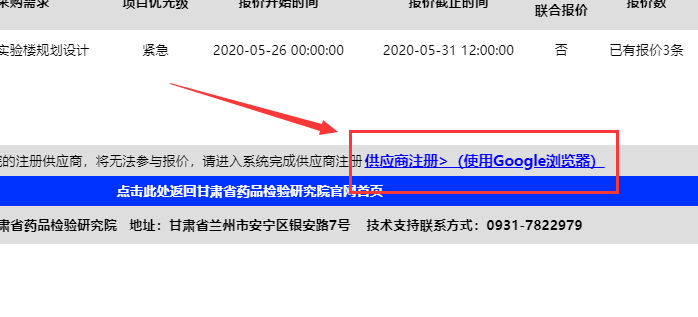 采购需求 项目优先级 报价开始时间 报价截止时间 联合报价 报价数
实验楼规划设计 紧急 2020-05-26 00:00:00 2020-05-31 12:00:00 否 已有报价3条
的注册供应商，将无法参与报价，请进入系统完成供应商注册 供应商注册>（使用Google浏览器）
点击此处返回甘肃省药品检验研究院官网首页
肃省药品检验研究院 地址：甘肃省兰州市安宁区银安路7号 技术支持联系方式：0931-7822979